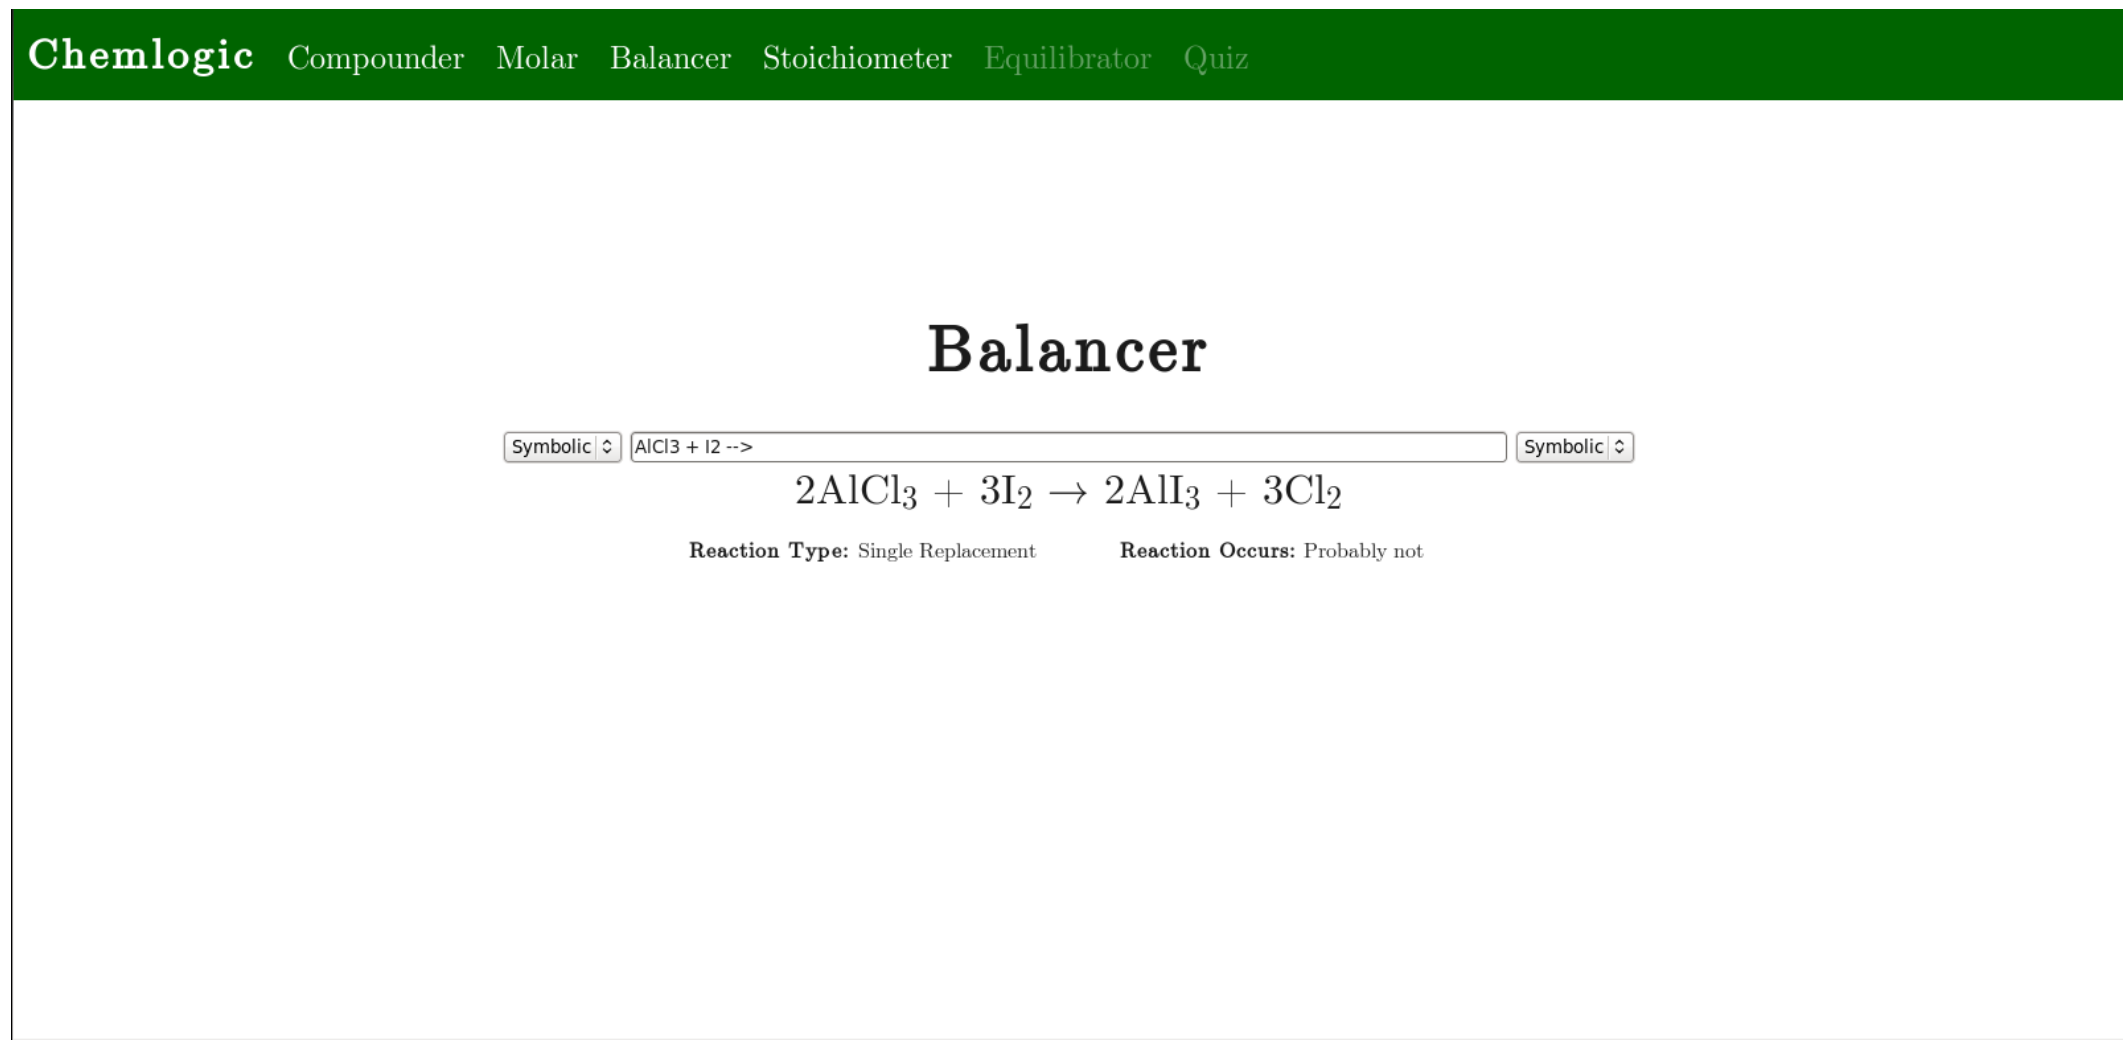 Chemlogic Compounder Molar Balancer Stoichiometer Equilibrator Quiz
Balancer
Symbolic AlCl3 + I2 --> Symbolic
2AlCl₃ + 3I₂ → 2AlI₃ + 3Cl₂
Reaction Type: Single Replacement Reaction Occurs: Probably not